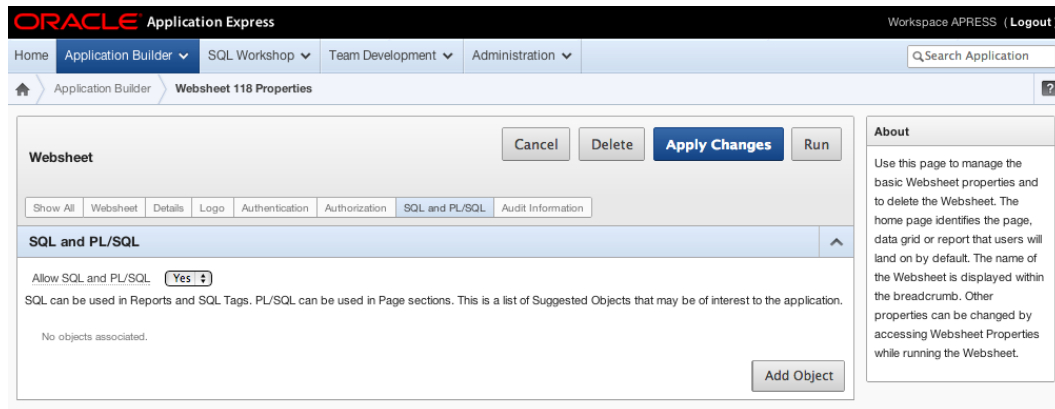 ORACLE Application Express
Workspace APRESS (Logout
Home Application Builder SQL Workshop Team Development Administration
Search Application
Application Builder Websheet 118 Properties
?
Websheet
Cancel Delete Apply Changes Run
Show All Websheet Details Logo Authentication Authorization SQL and PL/SQL Audit Information
SQL and PL/SQL
Allow SQL and PL/SQL Yes
SQL can be used in Reports and SQL Tags. PL/SQL can be used in Page sections. This is a list of Suggested Objects that may be of interest to the application.
No objects associated.
Add Object
About
Use this page to manage the
basic Websheet properties and
to delete the Websheet. The
home page identifies the page,
data grid or report that users will
land on by default. The name of
the Websheet is displayed within
the breadcrumb. Other
properties can be changed by
accessing Websheet Properties
while running the Websheet.